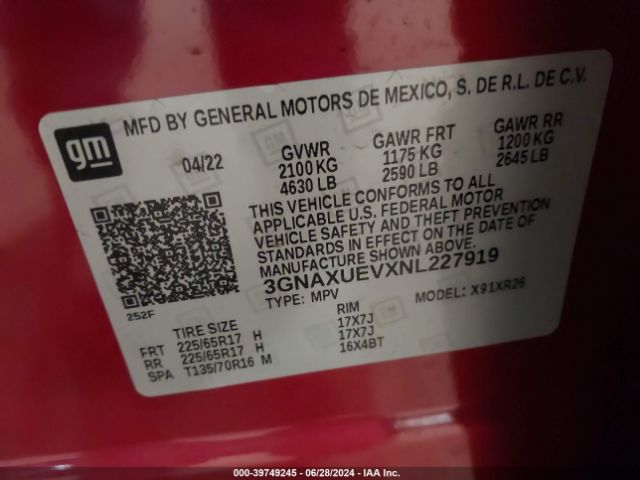 MFD BY GENERAL MOTORS DE MEXICO, S. DE R.L. DE C.V.
gm
04/22 GVWR GAWR FRT GAWR RR
2100 KG 1175 KG 1200 KG
4630 LB 2590 LB 2645 LB
THIS VEHICLE CONFORMS TO ALL
APPLICABLE U.S. FEDERAL MOTOR
VEHICLE SAFETY AND THEFT PREVENTION
STANDARDS IN EFFECT ON THE DATE OF
MANUFACTURE SHOWN ABOVE.
3GNAXUEVXNL227919
TYPE: MPV MODEL: X91XR26
252F
TIRE SIZE RIM
FRT 225/65R17 H 17X7J
RR 225/65R17 H 17X7J
SPA T135/70R16 M 16X4BT
000-39749245 - 06/28/2024 - IAA Inc.